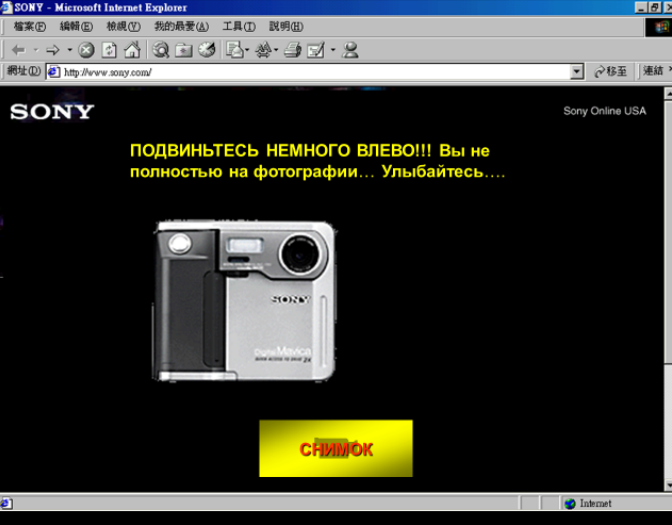 SONY - Microsoft Internet Explorer
檔案(F) 編輯(E) 檢視(V) 我的最愛(A) 工具(T) 說明(H)
網址(D) http://www.sony.com/ 移至 連結 »
SONY
Sony Online USA
ПОДВИНЬТЕСЬ НЕМНОГО ВЛЕВО!!! Вы не
полностью на фотографии… Улыбайтесь….
SONY
Digital Mavica
СНИМОК
Internet